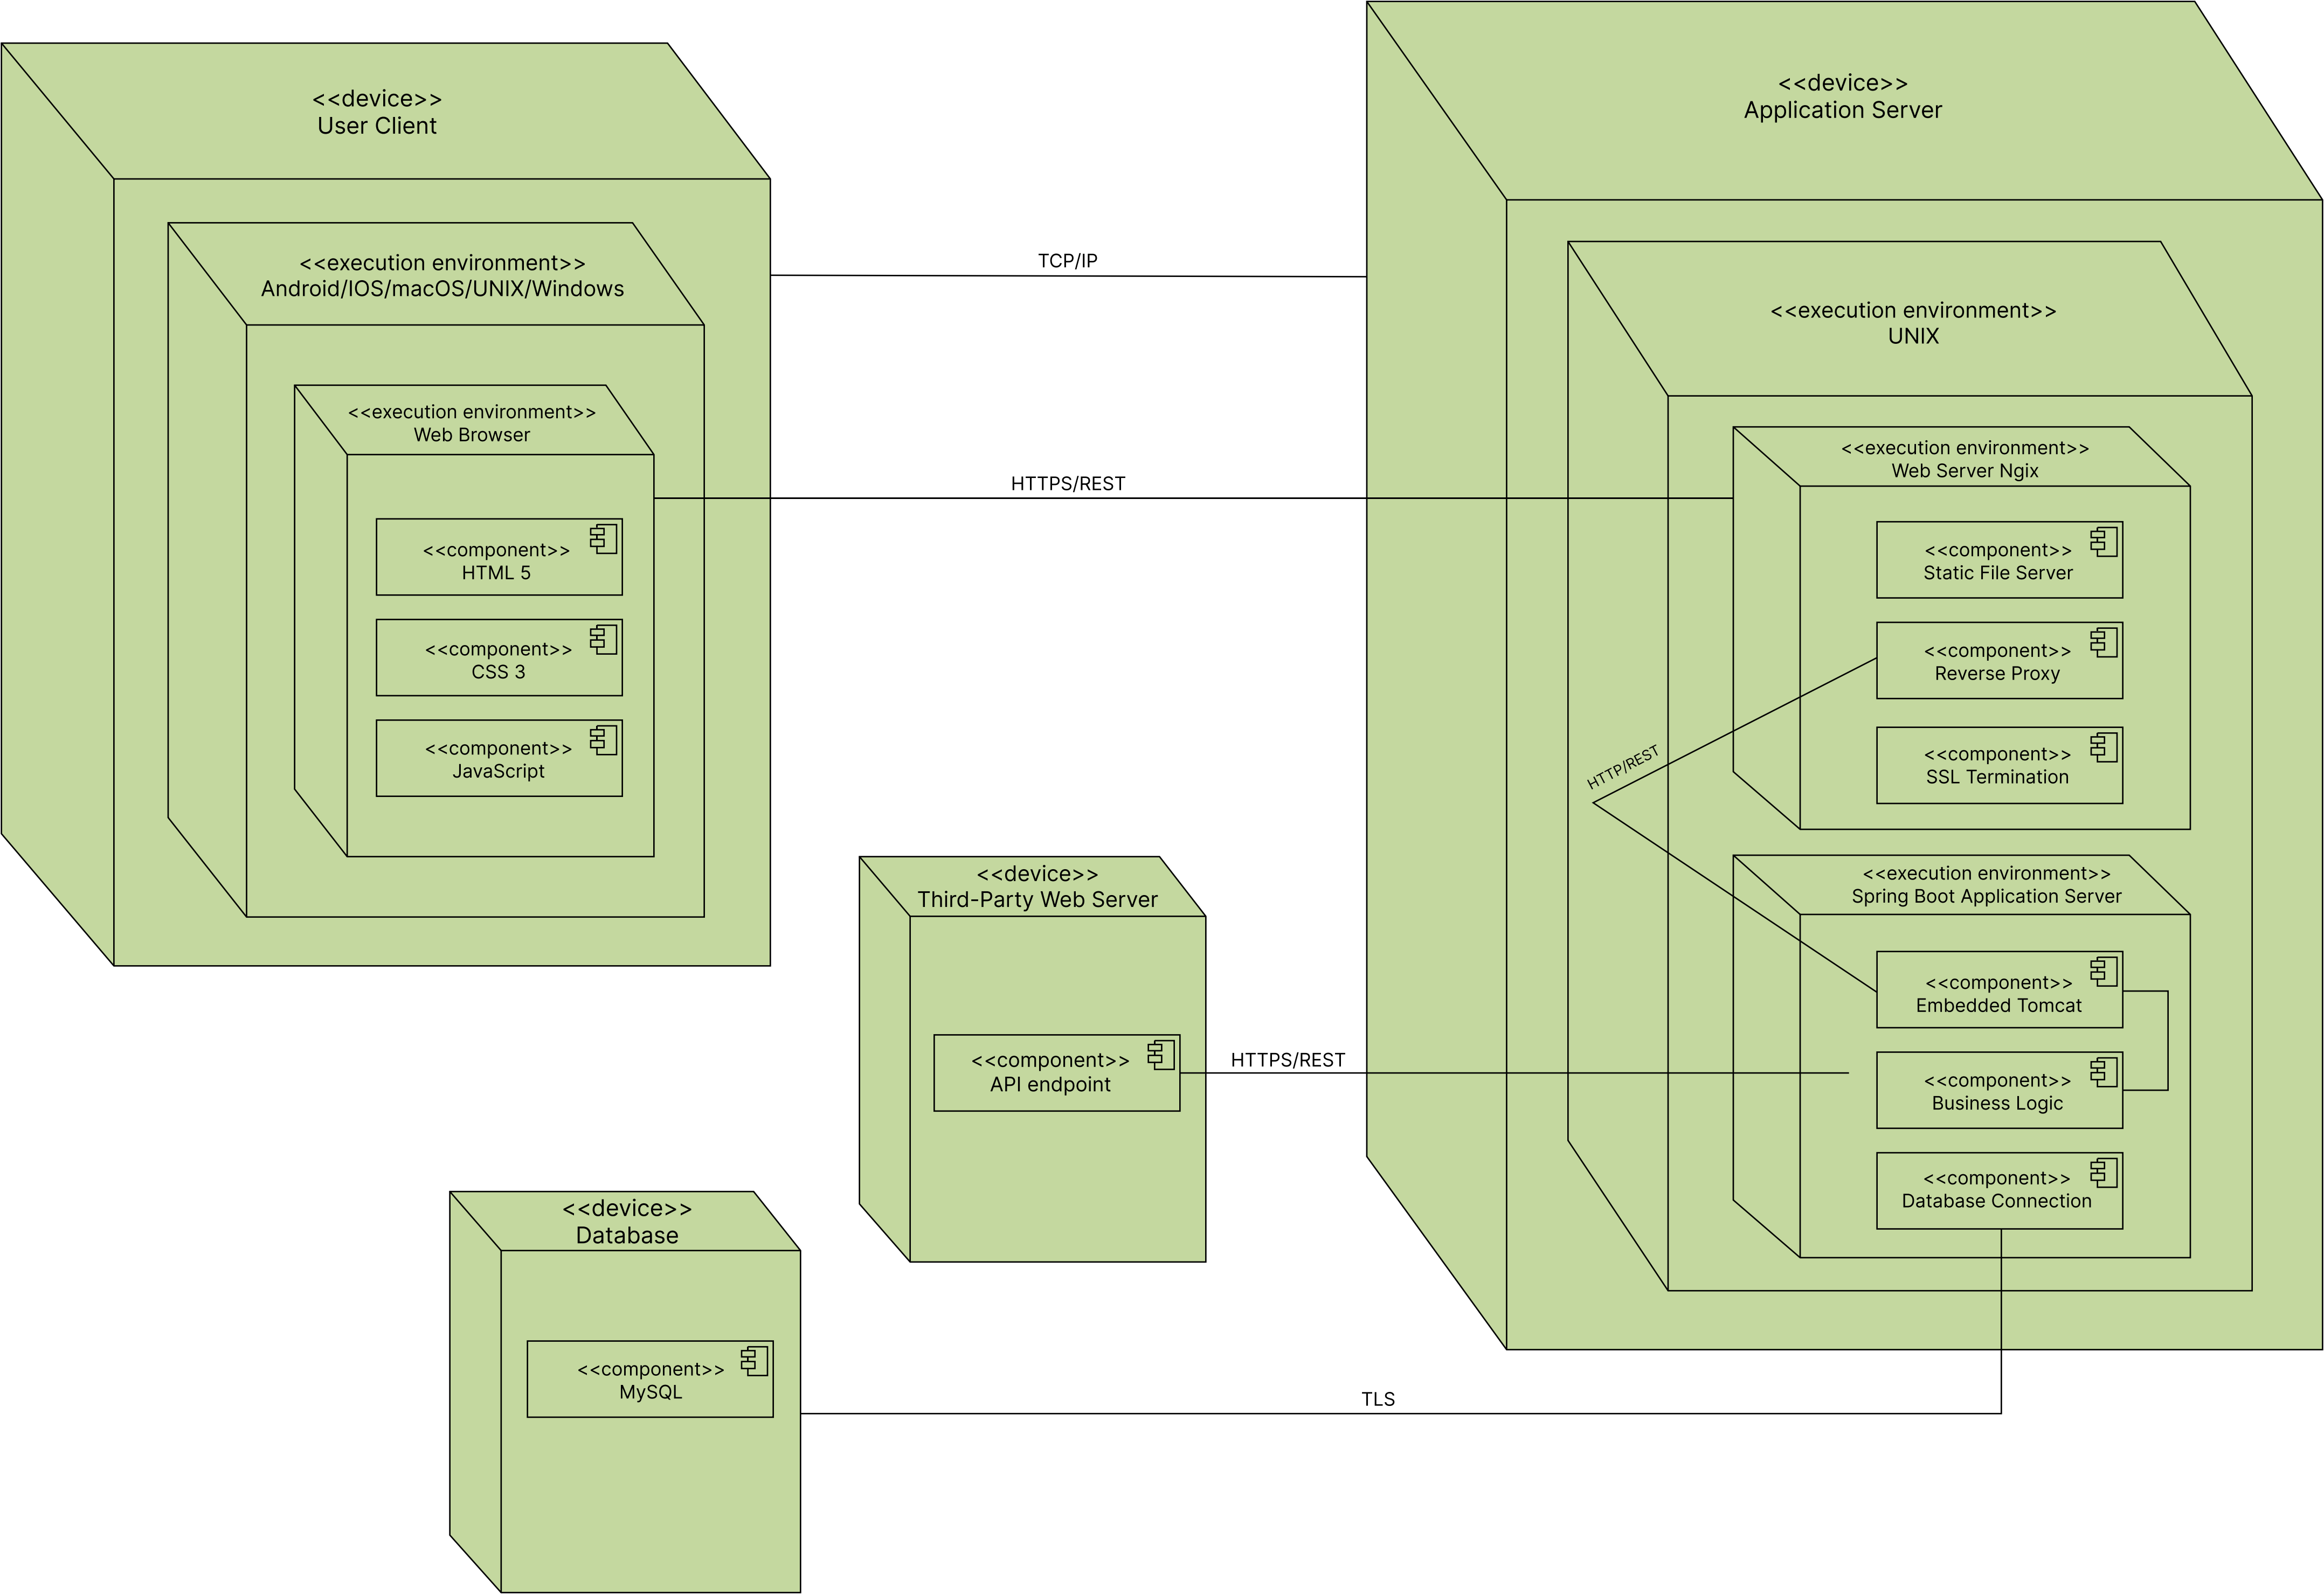 <<device>>
User Client
<<execution environment>>
Android/IOS/macOS/UNIX/Windows
<<execution environment>>
Web Browser
<<component>>
HTML 5
<<component>>
CSS 3
<<component>>
JavaScript
TCP/IP
HTTPS/REST
<<device>>
Application Server
<<execution environment>>
UNIX
<<execution environment>>
Web Server Ngix
<<component>>
Static File Server
<<component>>
Reverse Proxy
<<component>>
SSL Termination
HTTP/REST
<<execution environment>>
Spring Boot Application Server
<<component>>
Embedded Tomcat
<<component>>
Business Logic
<<component>>
Database Connection
<<device>>
Third-Party Web Server
<<component>>
API endpoint
HTTPS/REST
<<device>>
Database
<<component>>
MySQL
TLS